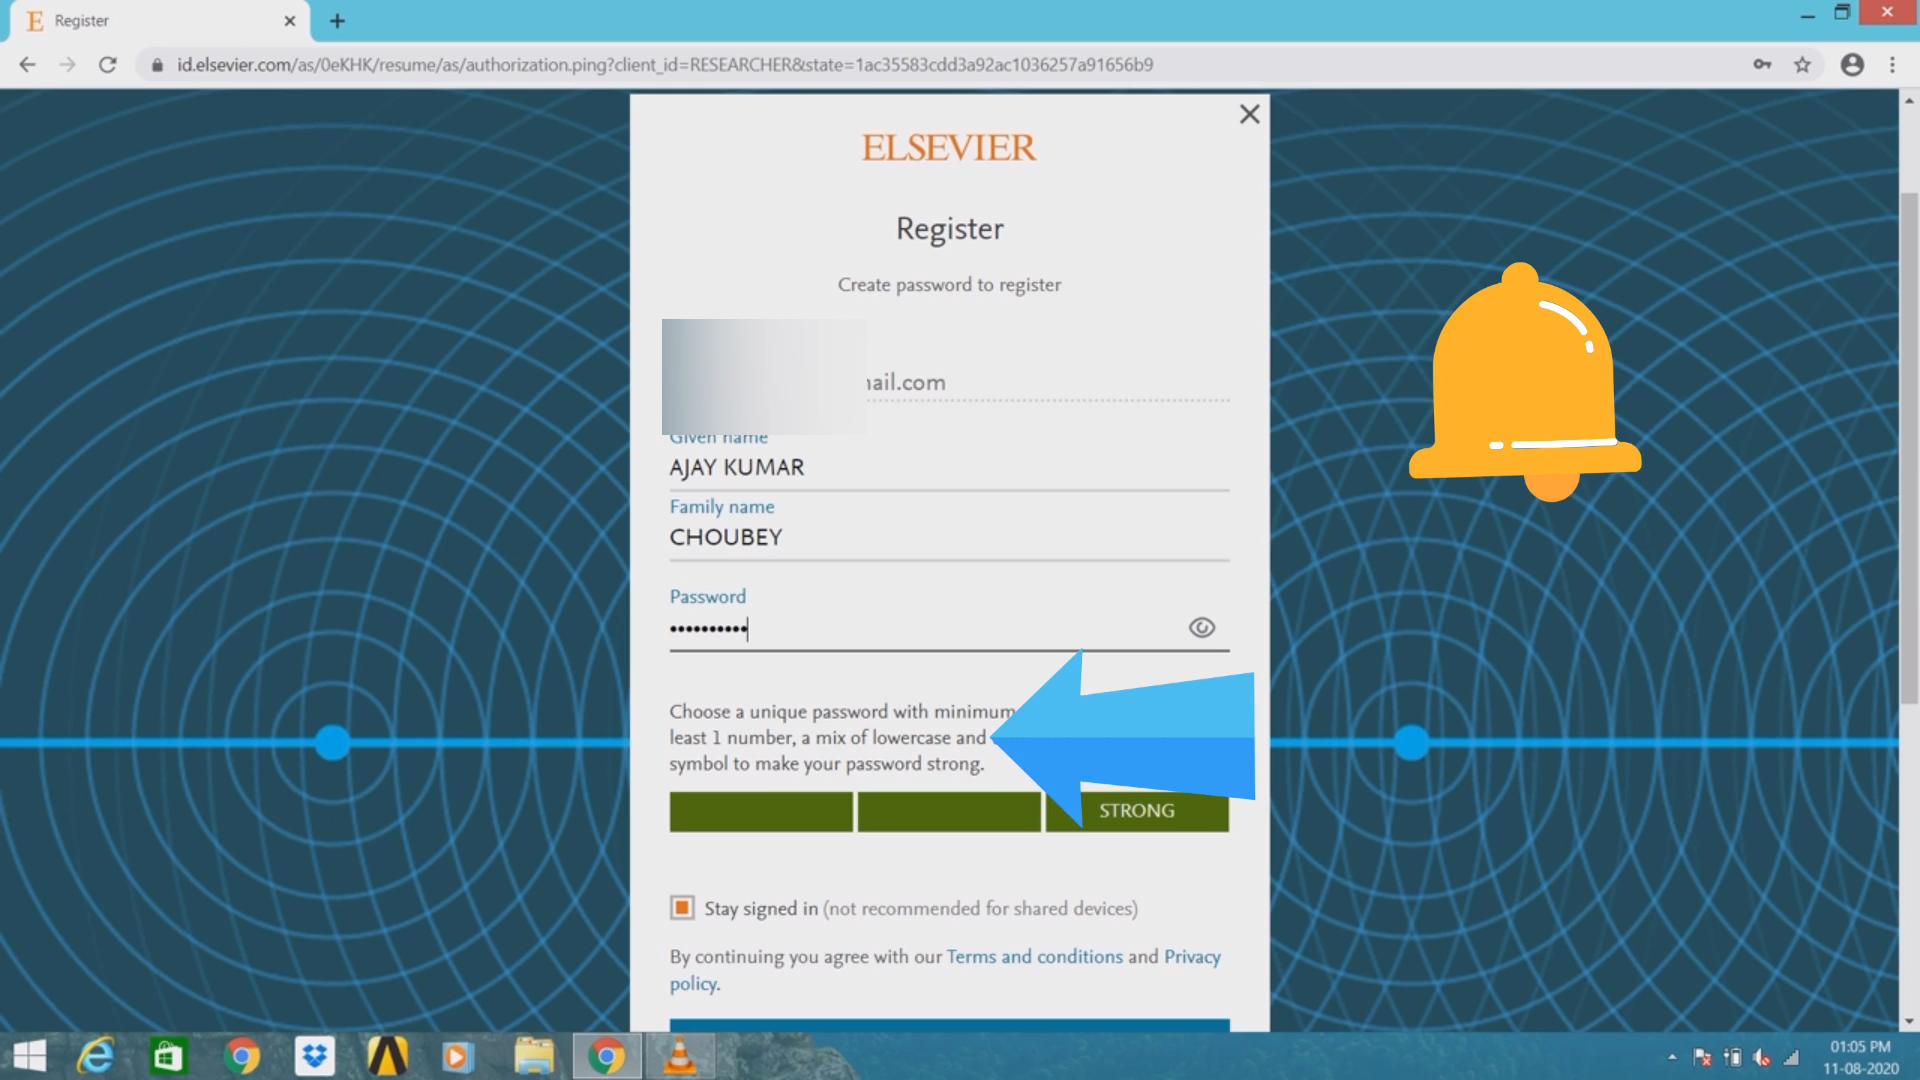 Register
id.elsevier.com/as/0eKHK/resume/as/authorization.ping?client_id=RESEARCHER&state=1ac35583cdd3a92ac1036257a91656b9
ELSEVIER
Register
Create password to register
ail.com
Given name
AJAY KUMAR
Family name
CHOUBEY
Password
Choose a unique password with minimum
least 1 number, a mix of lowercase and
symbol to make your password strong.
STRONG
Stay signed in (not recommended for shared devices)
By continuing you agree with our Terms and conditions and Privacy
policy.
01:05 PM
11-08-2020